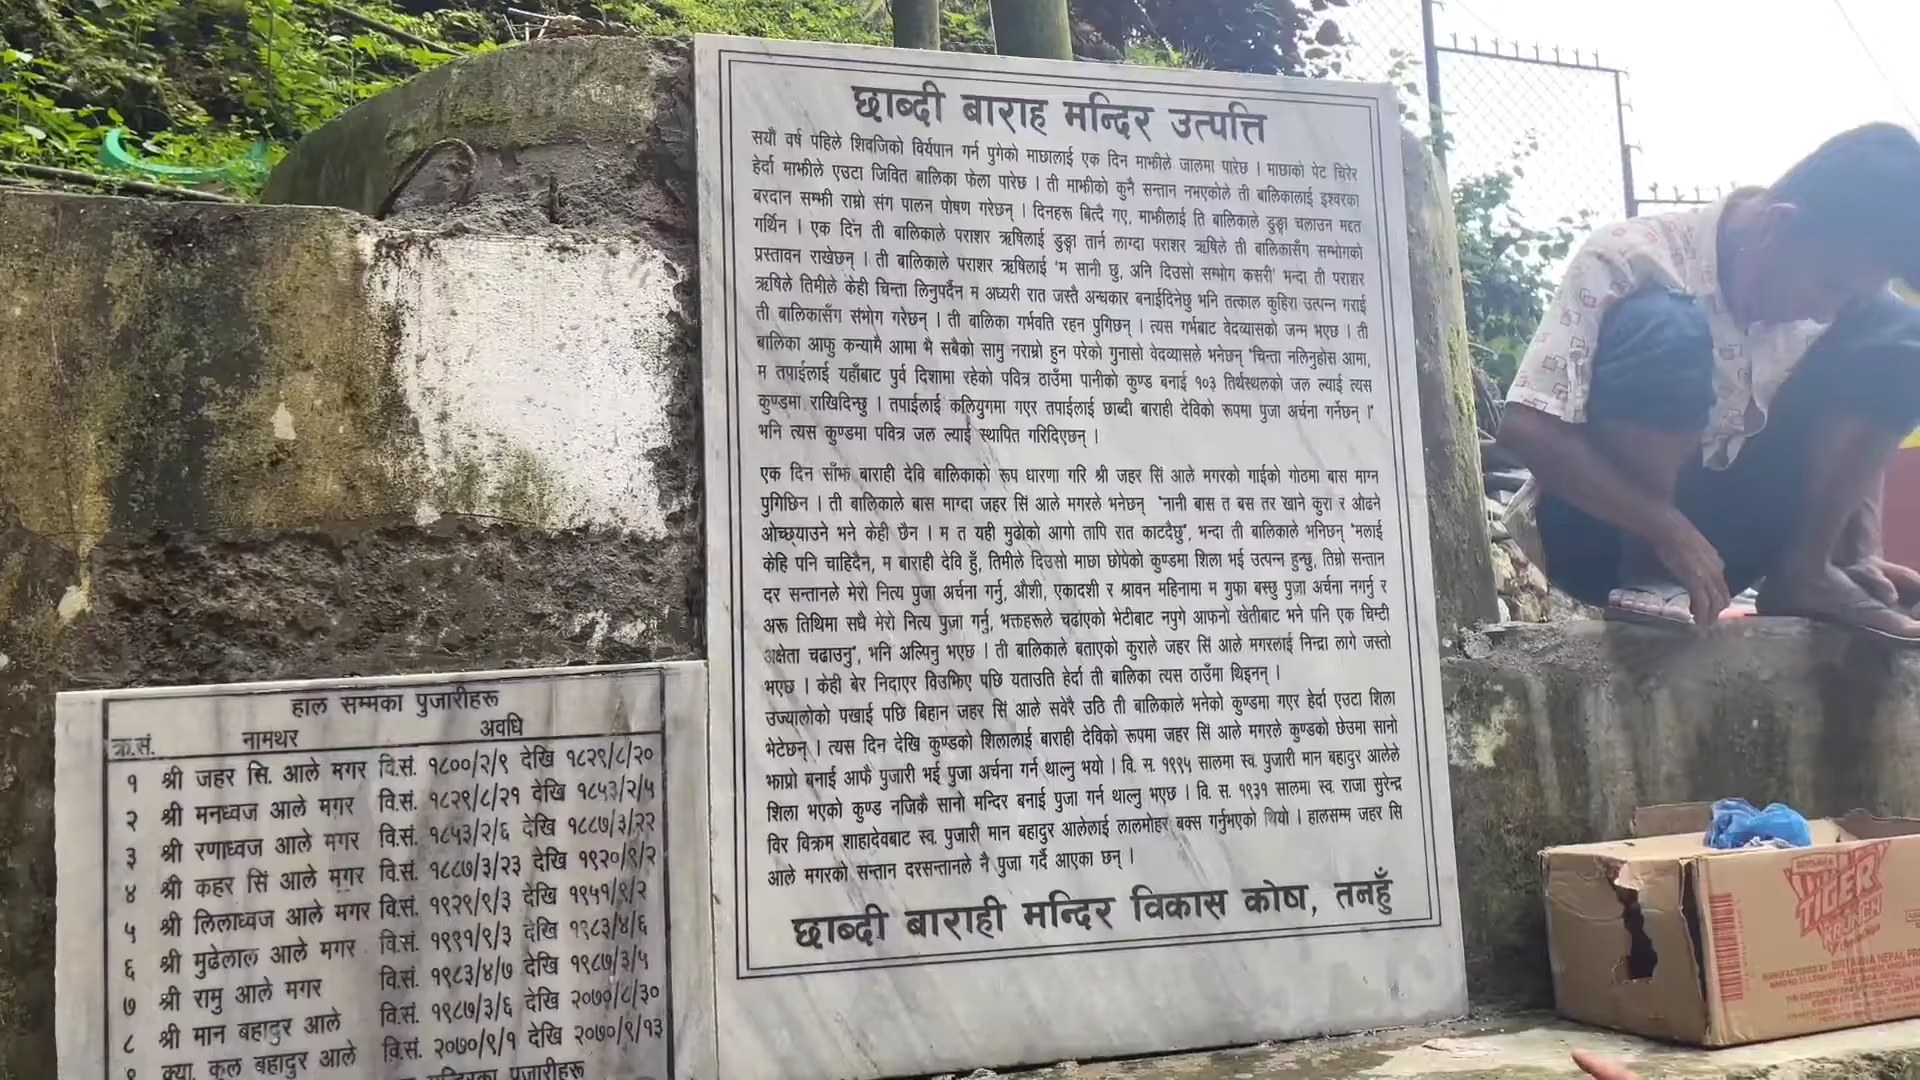 छाब्दी बाराह मन्दिर उत्पत्ति
सयौं वर्ष पहिले शिवजिको विर्यपान गर्न पुगेको माछालाई एक दिन माझीले जालमा पारेछ । माछाको पेट चिरेर
हेर्दा माझीले एउटा जिवित बालिका फेला पारेछ । ती माझीको कुनै सन्तान नभएकोले ती बालिकालाई इश्वरका
बरदान सम्झी राम्रो संग पालन पोषण गरेछन् । दिनहरू बित्दै गए, माझीलाई ति बालिकाले डुङ्गा चलाउन मद्दत
गर्थिन । एक दिन ती बालिकाले पराशर ऋषिलाई डुङ्गा तार्न लाग्दा पराशर ऋषिले ती बालिकासँग सम्भोगको
प्रस्तावन राखेछन् । ती बालिकाले पराशर ऋषिलाई 'म सानी छु, अनि दिउसो सम्भोग कसरी' भन्दा ती पराशर
ऋषिले तिमीले केही चिन्ता लिनुपर्दैन म अध्यरी रात जस्तै अन्धकार बनाईदिनेछु भनि तत्काल कुहिरा उत्पन्न गराई
ती बालिकासँग संभोग गरेछन् । ती बालिका गर्भवति रहन पुगिछन् । त्यस गर्भबाट वेदव्यासको जन्म भएछ । ती
बालिका आफु कन्यामै आमा भै सबैको सामु नराम्रो हुन परेको गुनासो वेदव्यासले भनेछन् 'चिन्ता नलिनुहोस आमा,
म तपाईलाई यहाँबाट पुर्व दिशामा रहेको पवित्र ठाउँमा पानीको कुण्ड बनाई १०३ तिर्थस्थलको जल ल्याई त्यस
कुण्डमा राखिदिन्छु । तपाईलाई कलियुगमा गएर तपाईलाई छाब्दी बाराही देविको रूपमा पुजा अर्चना गर्नेछन् ।'
भनि त्यस कुण्डमा पवित्र जल ल्याई स्थापित गरिदिएछन् ।
एक दिन साँझ बाराही देवि बालिकाको रूप धारणा गरि श्री जहर सिं आले मगरको गाईको गोठमा बास माग्न
पुगिछिन । ती बालिकाले बास माग्दा जहर सिं आले मगरले भनेछन् 'नानी बास त बस तर खाने कुरा र ओढने
ओच्छ्याउने भने केही छैन । म त यही मुढोको आगो तापि रात काटदैछु', भन्दा ती बालिकाले भनिछन् 'मलाई
केहि पनि चाहिदैन, म बाराही देवि हुँ, तिमीले दिउसो माछा छोपेको कुण्डमा शिला भई उत्पन्न हुन्छु, तिम्रो सन्तान
दर सन्तानले मेरो नित्य पुजा अर्चना गर्नु, औशी, एकादशी र श्रावन महिनामा म गुफा बस्छु पुजा अर्चना नगर्नु र
अरू तिथिमा सधै मेरो नित्य पुजा गर्नु, भक्तहरूले चढाएको भेटीबाट नपुगे आफनो खेतीबाट भने पनि एक चिम्टी
अक्षेता चढाउनु', भनि अल्पिनु भएछ । ती बालिकाले बताएको कुराले जहर सिं आले मगरलाई निन्द्रा लागे जस्तो
भएछ । केही बेर निदाएर विउझिए पछि यताउति हेर्दा ती बालिका त्यस ठाउँमा थिइनन् ।
उज्यालोको पखाई पछि बिहान जहर सिं आले सवेरै उठि ती बालिकाले भनेको कुण्डमा गएर हेर्दा एउटा शिला
भेटेछन् । त्यस दिन देखि कुण्डको शिलालाई बाराही देविको रूपमा जहर सिं आले मगरले कुण्डको छेउमा सानो
झाप्रो बनाई आफै पुजारी भई पुजा अर्चना गर्न थाल्नु भयो । वि. स. १९१५ सालमा स्व. पुजारी मान बहादुर आलेले
शिला भएको कुण्ड नजिकै सानो मन्दिर बनाई पुजा गर्न थाल्नु भएछ । वि. स. १९३१ सालमा स्व. राजा सुरेन्द्र
विर विक्रम शाहादेवबाट स्व. पुजारी मान बहादुर आलेलाई लालमोहर बक्स गर्नुभएको थियो । हालसम्म जहर सि
आले मगरको सन्तान दरसन्तानले नै पुजा गर्दै आएका छन् ।
छाब्दी बाराही मन्दिर विकास कोष, तनहुँ
हाल सम्मका पुजारीहरू
क्र.सं. नामथर अवधि
१ श्री जहर सि. आले मगर वि.सं. १८००/२/९ देखि १८२९/८/२०
२ श्री मनध्वज आले मगर वि.सं. १८२९/८/२१ देखि १८५३/२/५
३ श्री रणाध्वज आले मगर वि.सं. १८५३/२/६ देखि १८८७/३/२२
४ श्री कहर सिं आले मगर वि.सं. १८८७/३/२३ देखि १९२०/९/२
५ श्री लिलाध्वज आले मगर वि.सं. १९२९/९/३ देखि १९५१/९/२
६ श्री मुढेलाल आले मगर वि.सं. १९९१/९/३ देखि १९८३/४/६
७ श्री रामु आले मगर वि.सं. १९८३/४/७ देखि १९८७/३/५
८ श्री मान बहादुर आले वि.सं. १९८७/३/६ देखि २०७०/८/३०
९ क्या. कुल बहादुर आले वि.सं. २०७०/९/१ देखि २०७०/९/१३
मन्दिरका पुजारीहरू
TIGER
KRUNCH
MANUFACTURED BY: BRITANNIA NEPAL